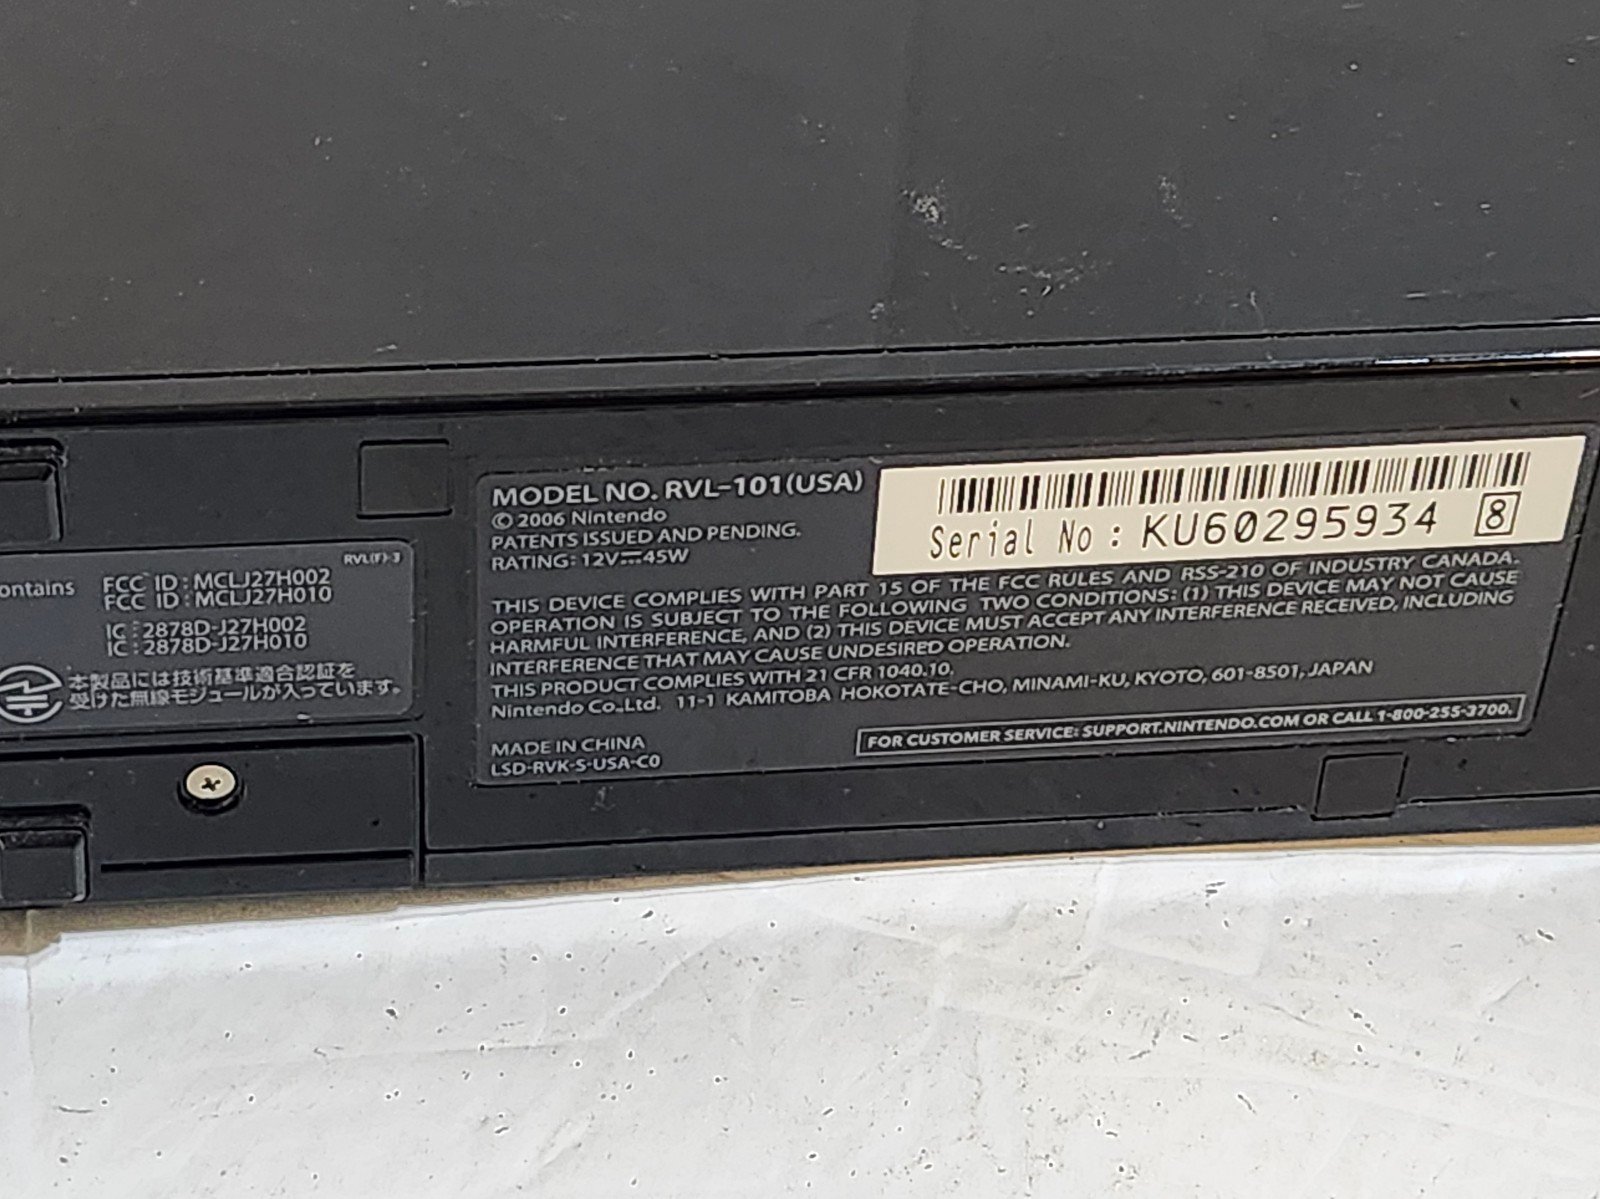 MODEL NO. RVL-101(USA)
© 2006 Nintendo
PATENTS ISSUED AND PENDING.
RATING: 12V⎓45W
Serial No : KU60295934 8
THIS DEVICE COMPLIES WITH PART 15 OF THE FCC RULES AND RSS-210 OF INDUSTRY CANADA.
OPERATION IS SUBJECT TO THE FOLLOWING TWO CONDITIONS: (1) THIS DEVICE MAY NOT CAUSE
HARMFUL INTERFERENCE, AND (2) THIS DEVICE MUST ACCEPT ANY INTERFERENCE RECEIVED, INCLUDING
INTERFERENCE THAT MAY CAUSE UNDESIRED OPERATION.
THIS PRODUCT COMPLIES WITH 21 CFR 1040.10.
Nintendo Co.,Ltd. 11-1 KAMITOBA HOKOTATE-CHO, MINAMI-KU, KYOTO, 601-8501, JAPAN
MADE IN CHINA
LSD-RVK-S-USA-C0
FOR CUSTOMER SERVICE: SUPPORT.NINTENDO.COM OR CALL 1-800-255-3700.
RVL(F)-3
ontains FCC ID : MCLJ27H002
FCC ID : MCLJ27H010
IC : 2878D-J27H002
IC : 2878D-J27H010
本製品には技術基準適合認証を
受けた無線モジュールが入っています。